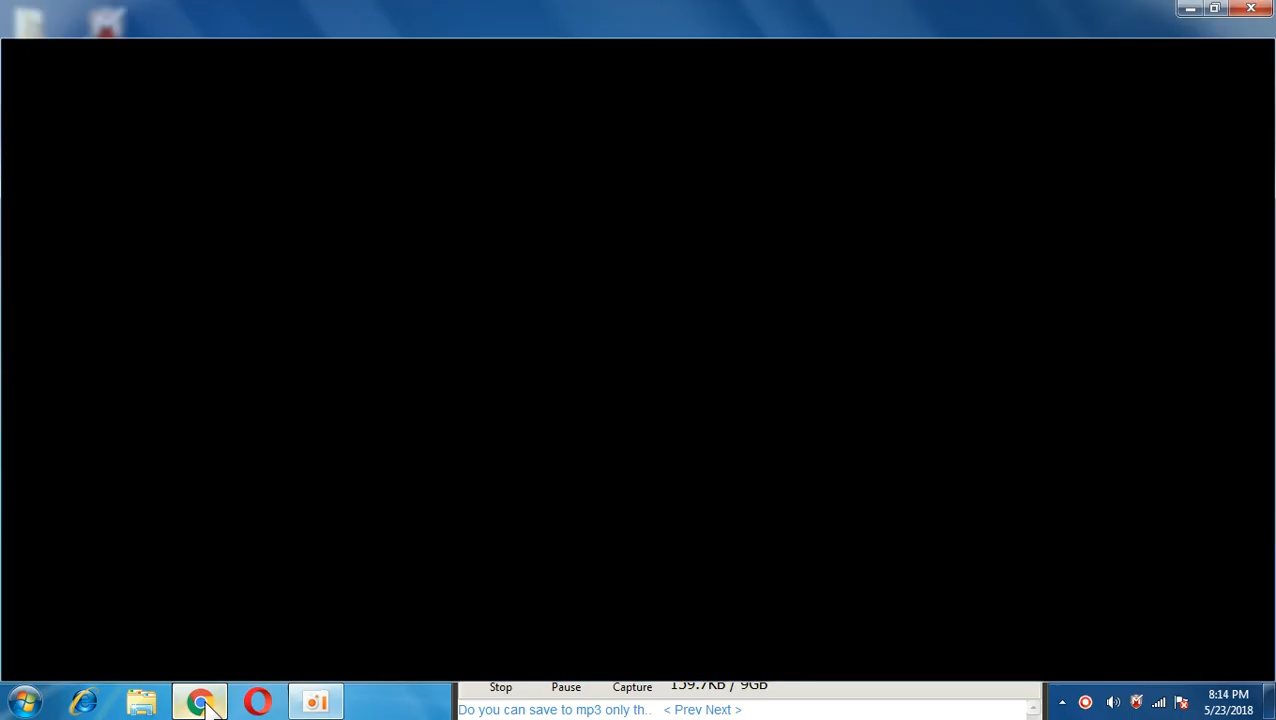 Stop Pause Capture 159.7KB / 9GB
8:14 PM
Do you can save to mp3 only th.. < Prev Next >
5/23/2018